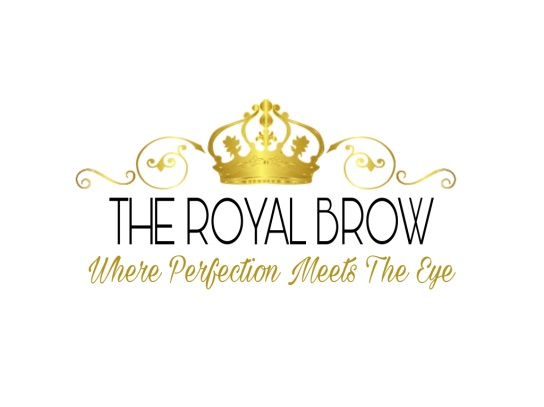 THE ROYAL BROW
Where Perfection Meets The Eye